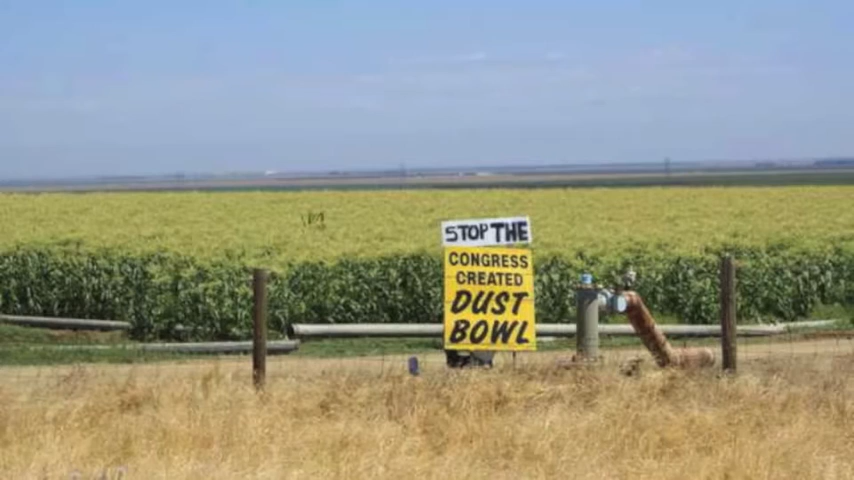 STOP THE
CONGRESS
CREATED
DUST
BOWL